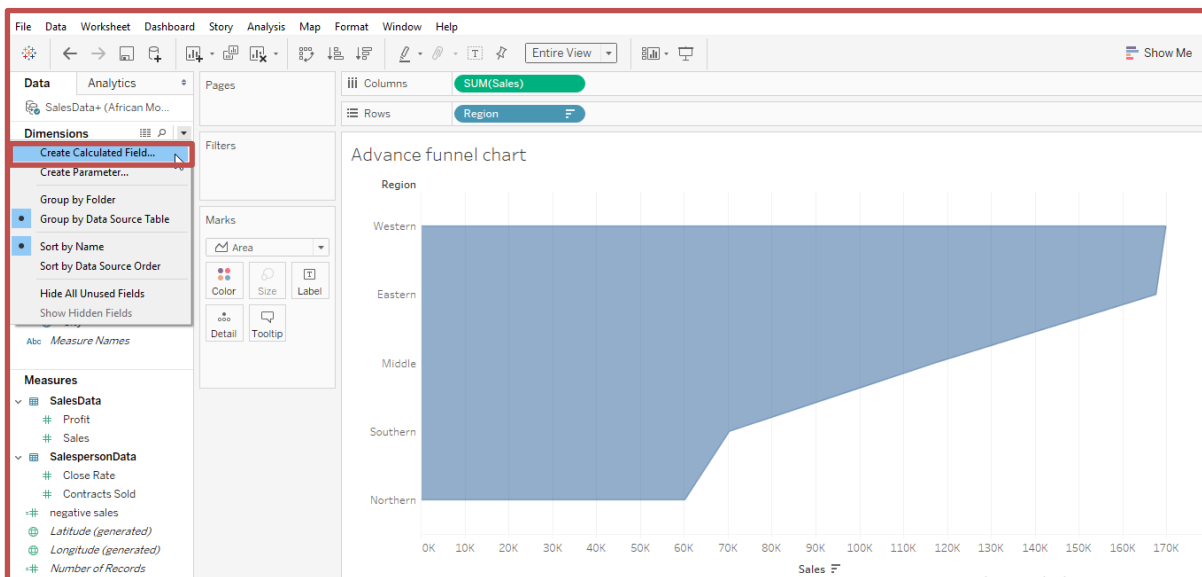 File Data Worksheet Dashboard Story Analysis Map Format Window Help
Entire View
Show Me
Data Analytics
SalesData+ (African Mo...
Dimensions
Create Calculated Field...
Create Parameter...
Group by Folder
Group by Data Source Table
Sort by Name
Sort by Data Source Order
Hide All Unused Fields
Show Hidden Fields
Abc Measure Names
Measures
SalesData
# Profit
# Sales
SalespersonData
# Close Rate
# Contracts Sold
=# negative sales
Latitude (generated)
Longitude (generated)
=# Number of Records
Pages
Filters
Marks
Area
Color Size Label
Detail Tooltip
Columns SUM(Sales)
Rows Region
Advance funnel chart
Region
Western
Eastern
Middle
Southern
Northern
0K 10K 20K 30K 40K 50K 60K 70K 80K 90K 100K 110K 120K 130K 140K 150K 160K 170K
Sales